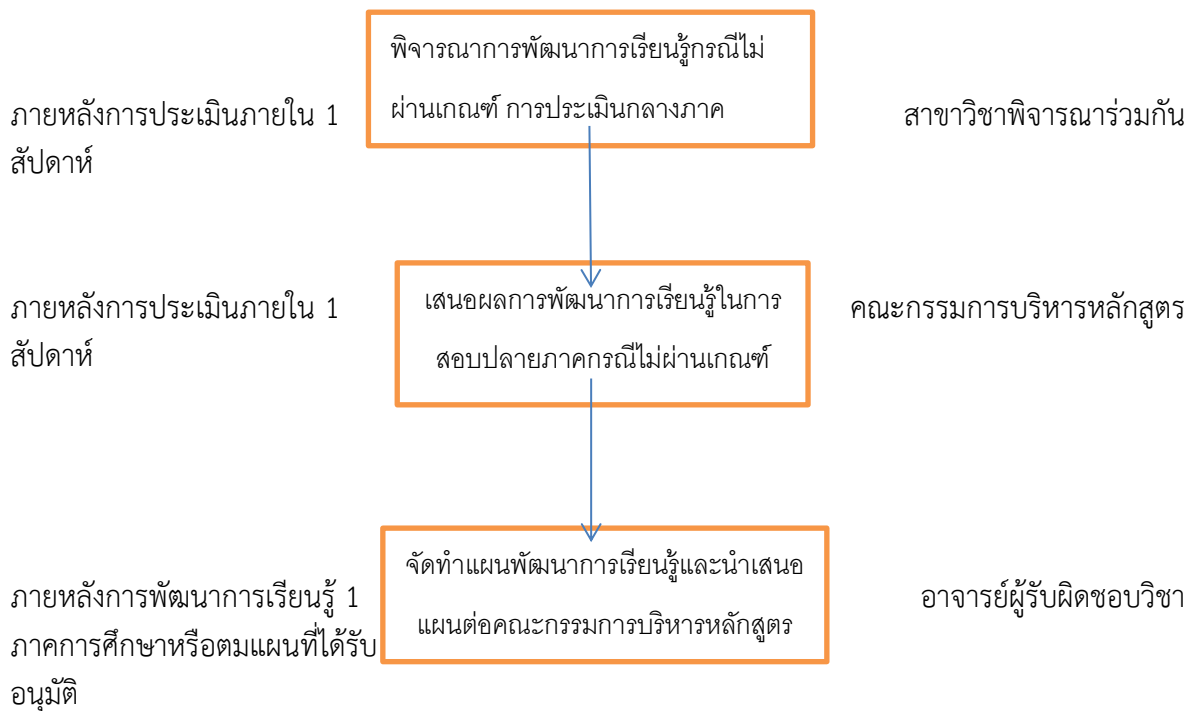 พิจารณาการพัฒนาการเรียนรู้กรณีไม่
ผ่านเกณฑ์ การประเมินกลางภาค
ภายหลังการประเมินภายใน 1
สัปดาห์
สาขาวิชาพิจารณาร่วมกัน
เสนอผลการพัฒนาการเรียนรู้ในการ
สอบปลายภาคกรณีไม่ผ่านเกณฑ์
ภายหลังการประเมินภายใน 1
สัปดาห์
คณะกรรมการบริหารหลักสูตร
จัดทำแผนพัฒนาการเรียนรู้และนำเสนอ
แผนต่อคณะกรรมการบริหารหลักสูตร
ภายหลังการพัฒนาการเรียนรู้ 1
ภาคการศึกษาหรือตมแผนที่ได้รับ
อนุมัติ
อาจารย์ผู้รับผิดชอบวิชา